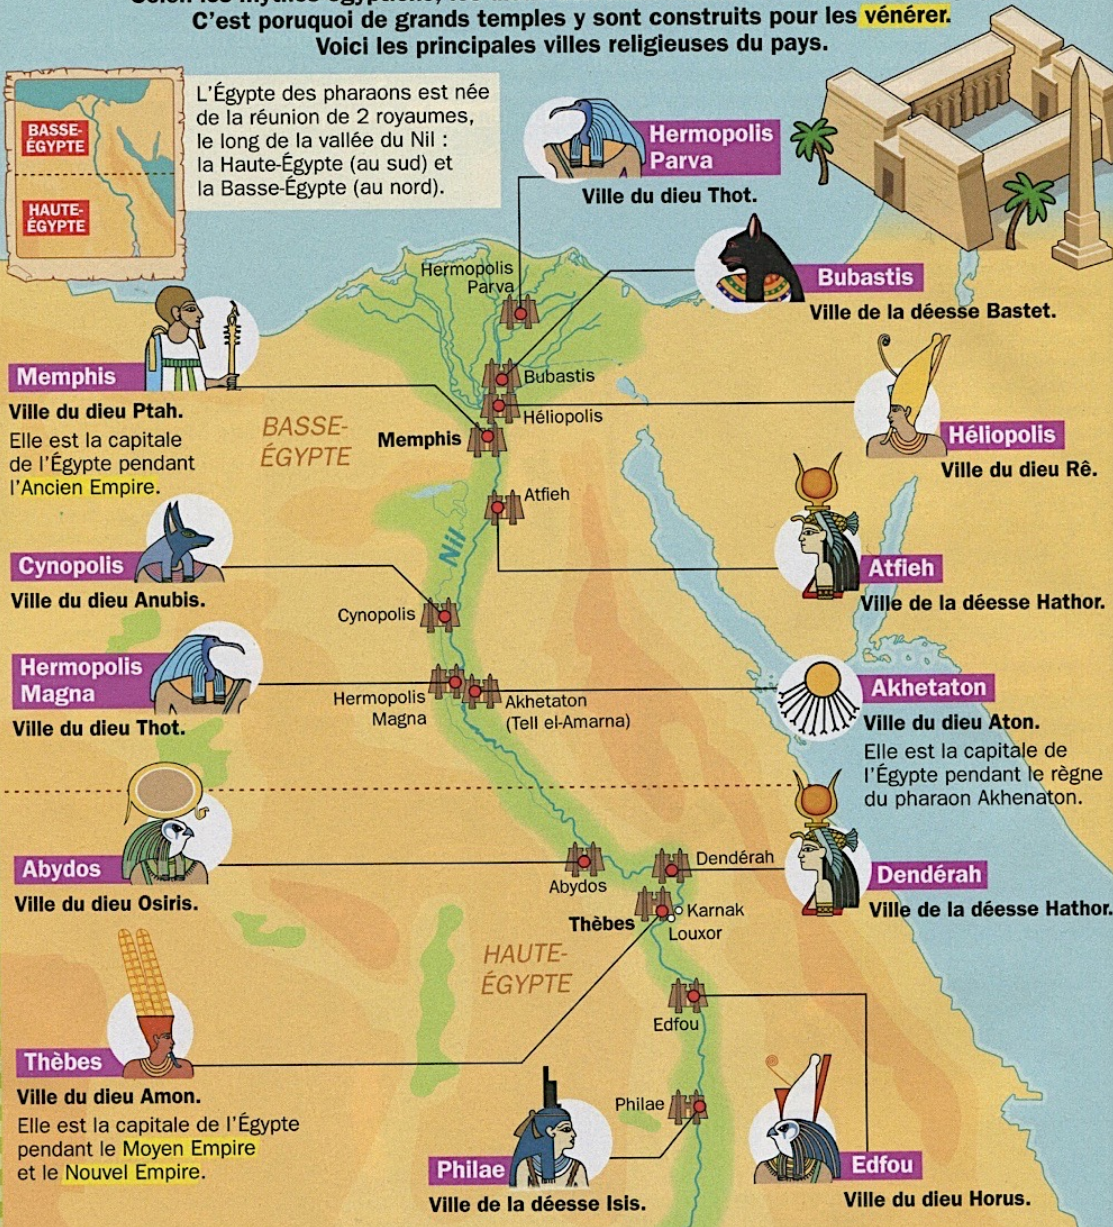 C'est poruquoi de grands temples y sont construits pour les vénérer.
Voici les principales villes religieuses du pays.
BASSE-
ÉGYPTE
HAUTE-
ÉGYPTE
L'Égypte des pharaons est née
de la réunion de 2 royaumes,
le long de la vallée du Nil :
la Haute-Égypte (au sud) et
la Basse-Égypte (au nord).
Hermopolis
Parva
Ville du dieu Thot.
Bubastis
Ville de la déesse Bastet.
Hermopolis
Parva
Bubastis
Héliopolis
Memphis
Atfieh
Nil
BASSE-
ÉGYPTE
Memphis
Ville du dieu Ptah.
Elle est la capitale
de l'Égypte pendant
l'Ancien Empire.
Héliopolis
Ville du dieu Rê.
Cynopolis
Ville du dieu Anubis.
Cynopolis
Atfieh
Ville de la déesse Hathor.
Hermopolis
Magna
Ville du dieu Thot.
Hermopolis
Magna
Akhetaton
(Tell el-Amarna)
Akhetaton
Ville du dieu Aton.
Elle est la capitale de
l'Égypte pendant le règne
du pharaon Akhenaton.
Abydos
Ville du dieu Osiris.
Abydos
Dendérah
Thèbes
Karnak
Louxor
Dendérah
Ville de la déesse Hathor.
HAUTE-
ÉGYPTE
Edfou
Philae
Thèbes
Ville du dieu Amon.
Elle est la capitale de l'Égypte
pendant le Moyen Empire
et le Nouvel Empire.
Philae
Ville de la déesse Isis.
Edfou
Ville du dieu Horus.